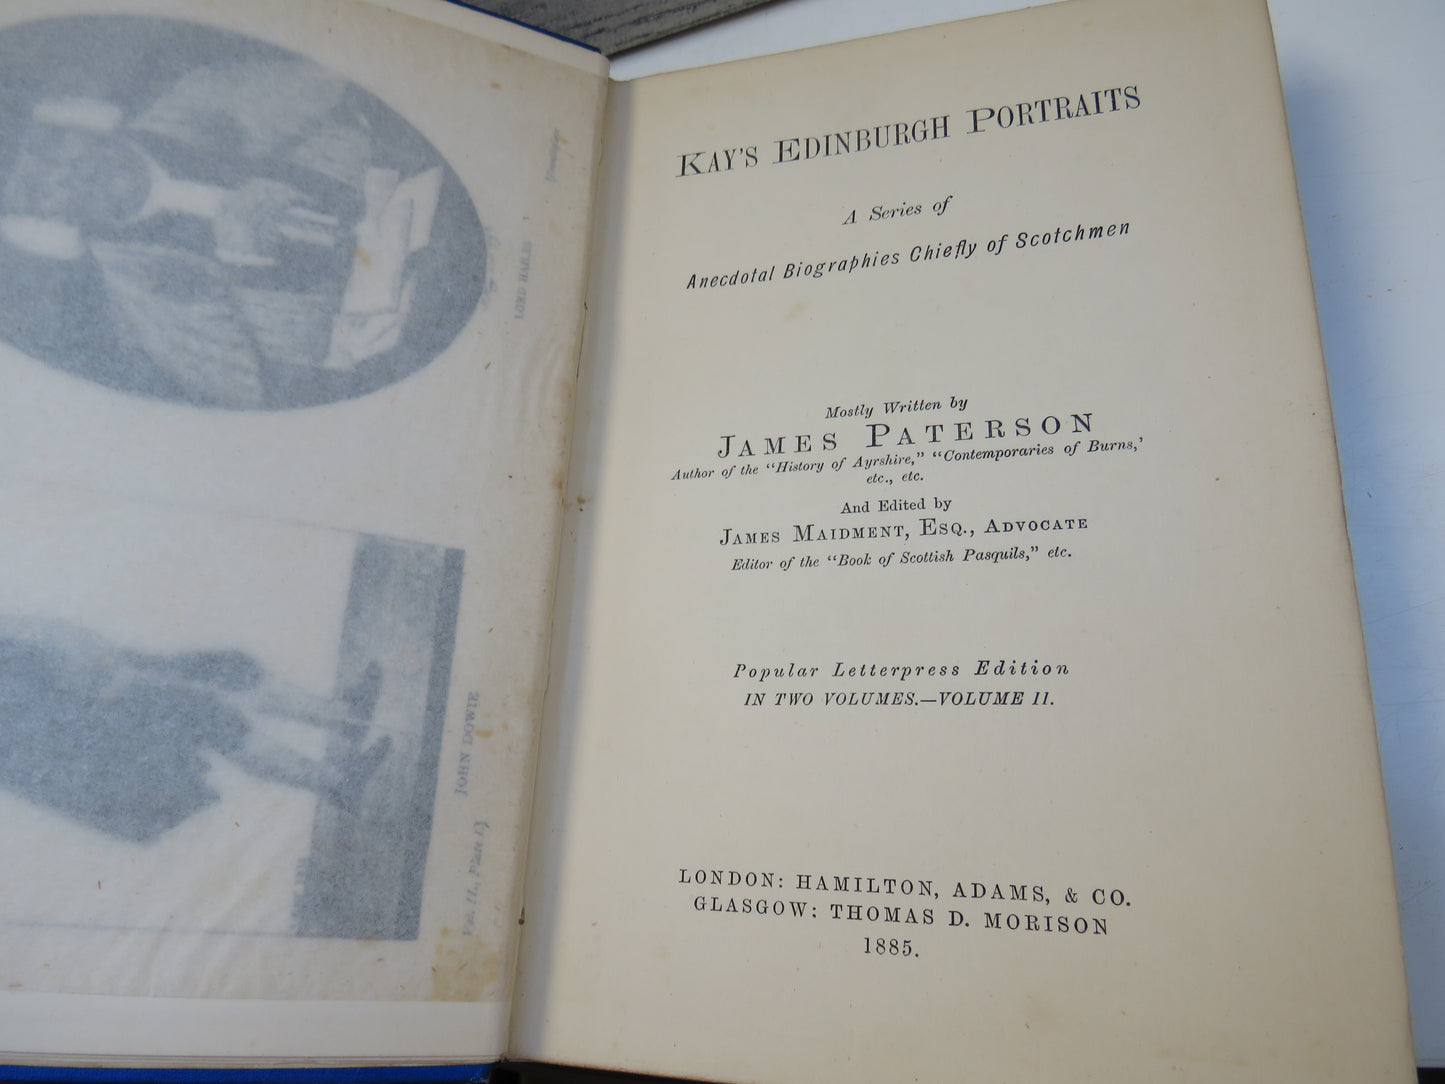 LORD HAILES
JOHN DOWIE
Vol. II., Plate 13
KAY'S EDINBURGH PORTRAITS
A Series of
Anecdotal Biographies Chiefly of Scotchmen
Mostly Written by
JAMES PATERSON
Author of the "History of Ayrshire," "Contemporaries of Burns,'
etc., etc.
And Edited by
JAMES MAIDMENT, ESQ., ADVOCATE
Editor of the "Book of Scottish Pasquils," etc.
Popular Letterpress Edition
IN TWO VOLUMES.—VOLUME II.
LONDON: HAMILTON, ADAMS, & CO.
GLASGOW: THOMAS D. MORISON
1885.